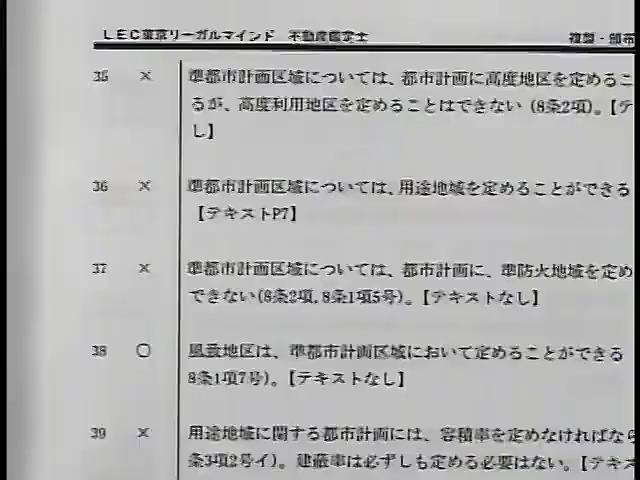 LEC東京リーガルマインド 不動産鑑定士 複製・頒布
35 × 準都市計画区域については、都市計画に高度地区を定めるこ
るが、高度利用地区を定めることはできない (8条2項)。【テ
し】
36 × 準都市計画区域については、用途地域を定めることができる
【テキストP7】
37 × 準都市計画区域については、都市計画に、準防火地域を定め
できない(8条2項, 8条1項5号)。【テキストなし】
38 ○ 風致地区は、準都市計画区域において定めることができる
8条1項7号)。【テキストなし】
39 × 用途地域に関する都市計画には、容積率を定めなければなら
条3項2号イ)。建蔽率は必ずしも定める必要はない。【テキス